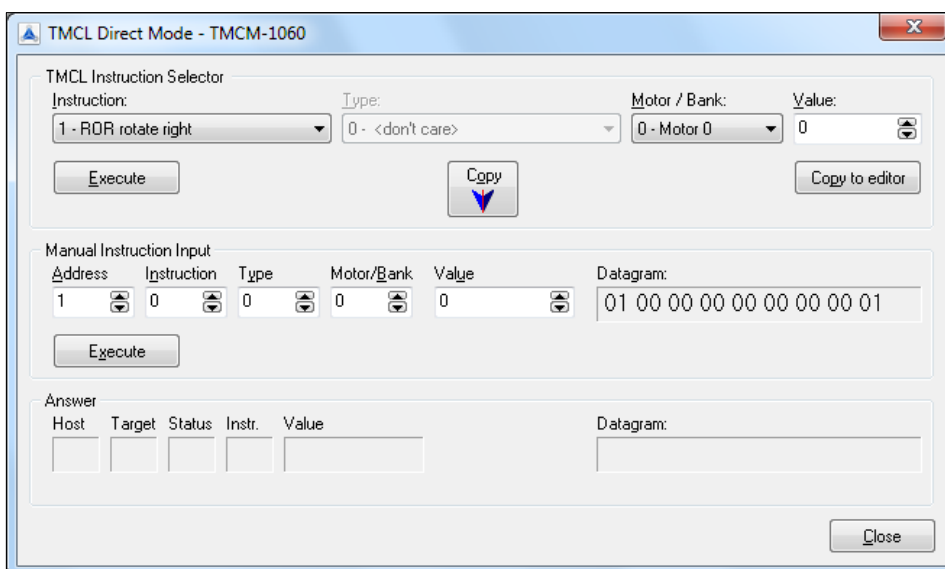 TMCL Direct Mode - TMCM-1060
TMCL Instruction Selector
Instruction: Type: Motor / Bank: Value:
1 - ROR rotate right 0 - <don't care> 0 - Motor 0 0
Execute Copy Copy to editor
Manual Instruction Input
Address Instruction Type Motor/Bank Value Datagram:
1 0 0 0 0 01 00 00 00 00 00 00 00 01
Execute
Answer
Host Target Status Instr. Value Datagram:
Close